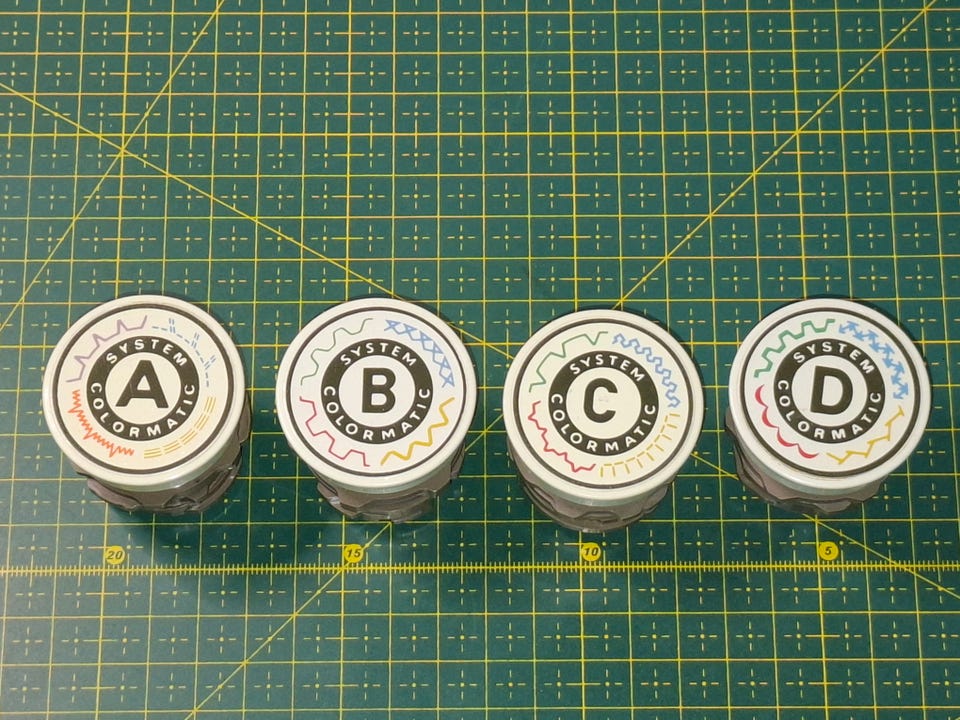 SYSTEM
A
COLORMATIC
SYSTEM
B
COLORMATIC
SYSTEM
C
COLORMATIC
SYSTEM
D
COLORMATIC
20 15 10 5